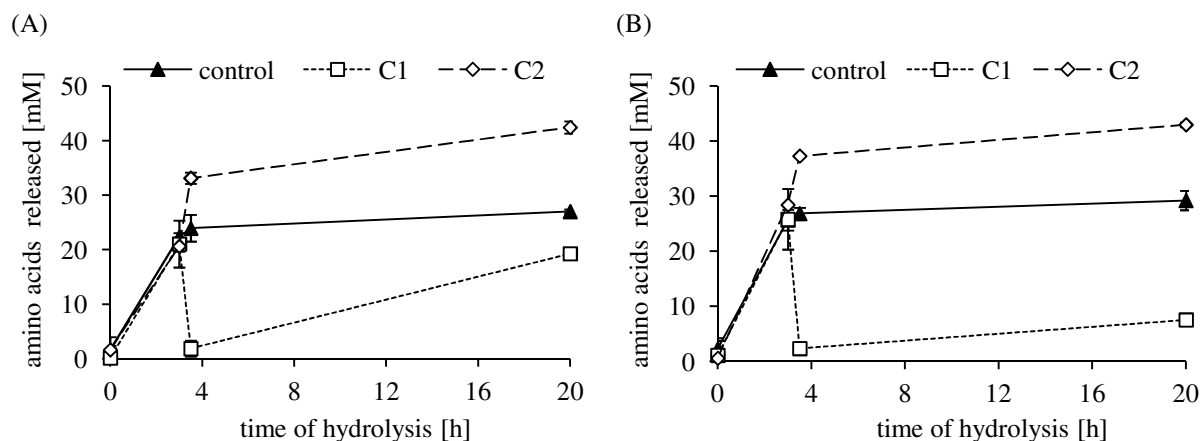 (A)
control C1 C2
amino acids released [mM]
50
40
30
20
10
0
0 4 8 12 16 20
time of hydrolysis [h]
(B)
control C1 C2
amino acids released [mM]
50
40
30
20
10
0
0 4 8 12 16 20
time of hydrolysis [h]